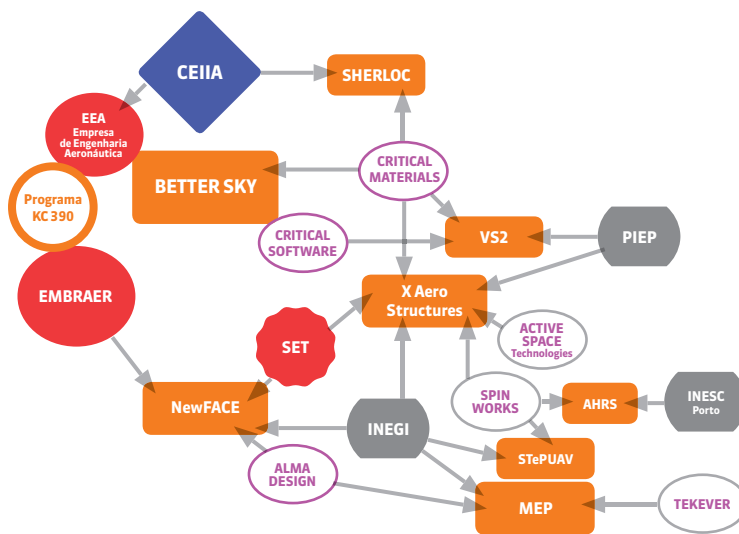 CEIIA
SHERLOC
EEA
Empresa
de Engenharia
Aeronáutica
CRITICAL
MATERIALS
BETTER SKY
Programa
KC 390
CRITICAL
SOFTWARE
VS2
PIEP
EMBRAER
X Aero
Structures
SET
ACTIVE
SPACE
Technologies
NewFACE
SPIN
WORKS
AHRS
INESC
Porto
INEGI
STePUAV
ALMA
DESIGN
MEP
TEKEVER